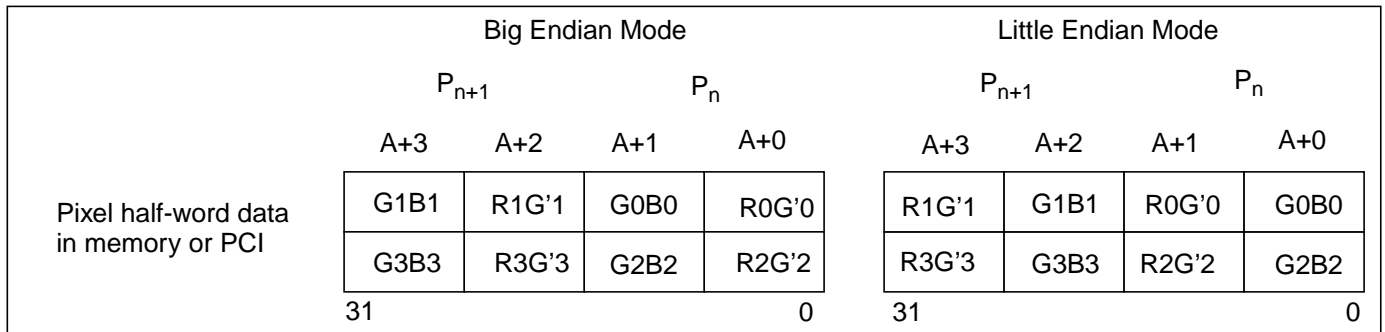 Big Endian Mode Little Endian Mode
Pn+1 Pn Pn+1 Pn
A+3 A+2 A+1 A+0 A+3 A+2 A+1 A+0
Pixel half-word data
in memory or PCI
G1B1 R1G’1 G0B0 R0G’0 R1G’1 G1B1 R0G’0 G0B0
G3B3 R3G’3 G2B2 R2G’2 R3G’3 G3B3 R2G’2 G2B2
31 0 31 0